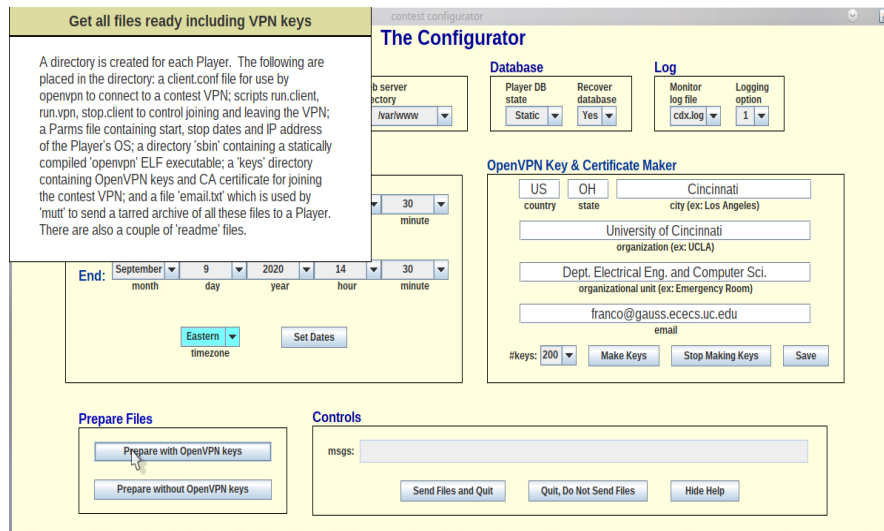 contest configurator
Get all files ready including VPN keys
The Configurator
A directory is created for each Player. The following are
placed in the directory: a client.conf file for use by
openvpn to connect to a contest VPN; scripts run.client,
run.vpn, stop.client to control joining and leaving the VPN;
a Parms file containing start, stop dates and IP address
of the Player's OS; a directory 'sbin' containing a statically
compiled 'openvpn' ELF executable; a 'keys' directory
containing OpenVPN keys and CA certificate for joining
the contest VPN; and a file 'email.txt' which is used by
'mutt' to send a tarred archive of all these files to a Player.
There are also a couple of 'readme' files.
b server
ectory
/var/www
Database
Player DB
state
Static
Recover
database
Yes
Log
Monitor
log file
cdx.log
Logging
option
1
30
minute
End:
September
month
9
day
2020
year
14
hour
30
minute
Eastern
timezone
Set Dates
OpenVPN Key & Certificate Maker
US
country
OH
state
Cincinnati
city (ex: Los Angeles)
University of Cincinnati
organization (ex: UCLA)
Dept. Electrical Eng. and Computer Sci.
organizational unit (ex: Emergency Room)
franco@gauss.ececs.uc.edu
email
#keys: 200
Make Keys
Stop Making Keys
Save
Prepare Files
Prepare with OpenVPN keys
Prepare without OpenVPN keys
Controls
msgs:
Send Files and Quit
Quit, Do Not Send Files
Hide Help